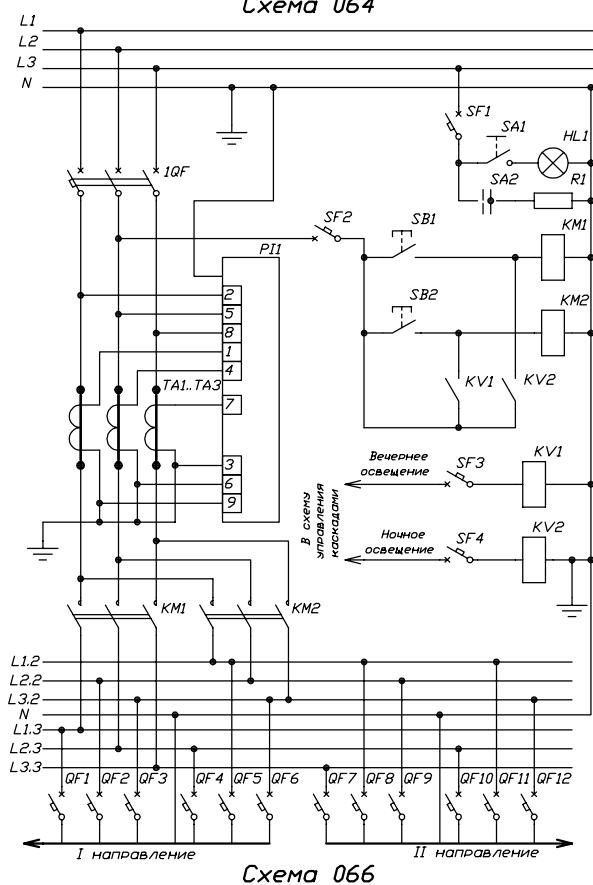 Схема 064
L1
L2
L3
N
SF1
SA1
HL1
1QF
SA2
R1
SF2
SB1
KM1
PI1
2
5
SB2
KM2
8
1
4
TA1..TA3
KV1
KV2
7
Вечернее
освещение
SF3
KV1
3
6
9
В схему
управления
каскадами
Ночное
освещение
SF4
KV2
KM1
KM2
L1.2
L2.2
L3.2
N
L1.3
L2.3
L3.3
QF1 QF2 QF3 QF4 QF5 QF6 QF7 QF8 QF9 QF10 QF11 QF12
I направление
II направление
Схема 066